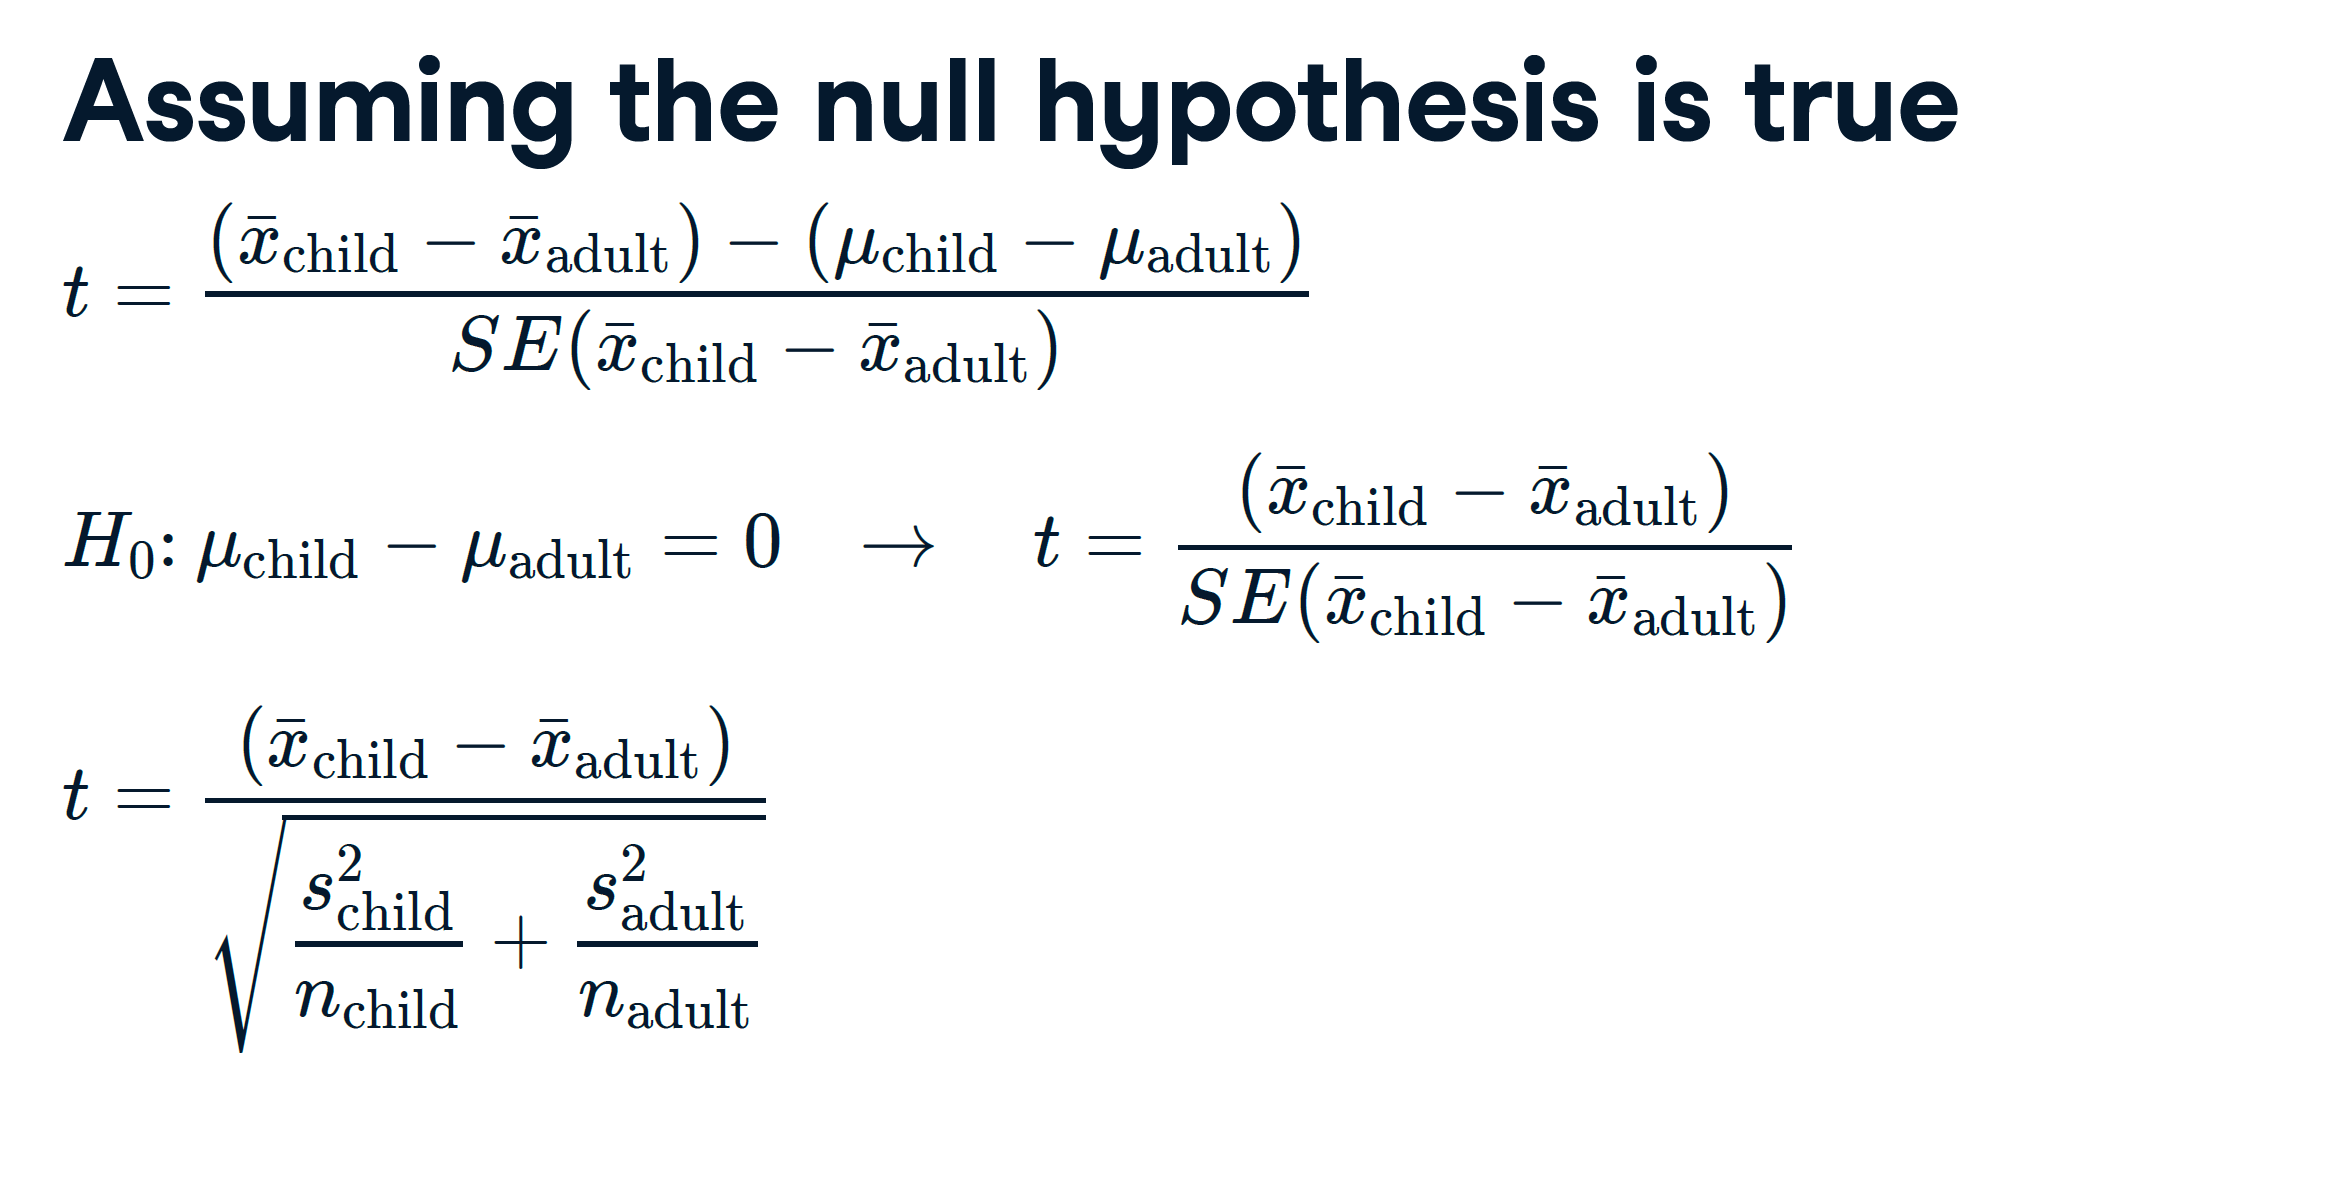 Assuming the null hypothesis is true
t = \frac{(\bar{x}_{\text{child}} - \bar{x}_{\text{adult}}) - (\mu_{\text{child}} - \mu_{\text{adult}})}{SE(\bar{x}_{\text{child}} - \bar{x}_{\text{adult}})}
H_0: \mu_{\text{child}} - \mu_{\text{adult}} = 0 \rightarrow t = \frac{(\bar{x}_{\text{child}} - \bar{x}_{\text{adult}})}{SE(\bar{x}_{\text{child}} - \bar{x}_{\text{adult}})}
t = \frac{(\bar{x}_{\text{child}} - \bar{x}_{\text{adult}})}{\sqrt{\frac{s^2_{\text{child}}}{n_{\text{child}}} + \frac{s^2_{\text{adult}}}{n_{\text{adult}}}}}